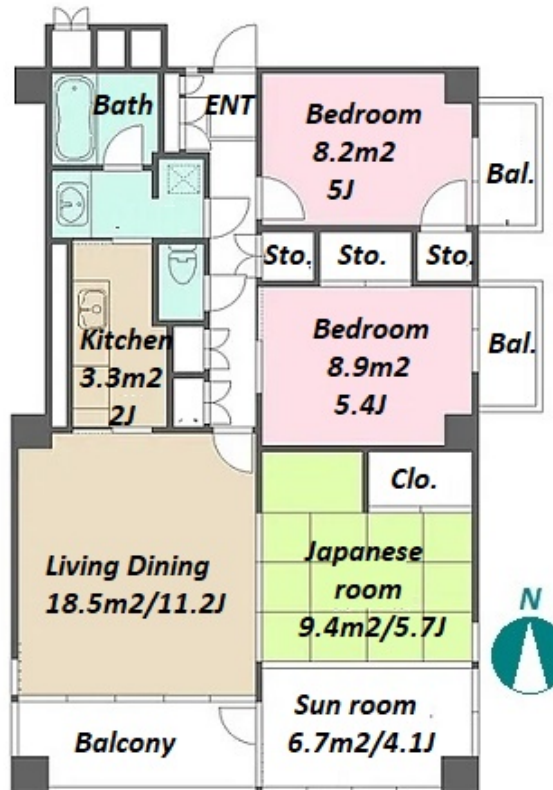 Bath
ENT
Bedroom
8.2m2
5J
Bal.
Sto.
Sto.
Sto.
Kitchen
3.3m2
2J
Bedroom
8.9m2
5.4J
Bal.
Clo.
Living Dining
18.5m2/11.2J
Japanese
room
9.4m2/5.7J
N
Balcony
Sun room
6.7m2/4.1J